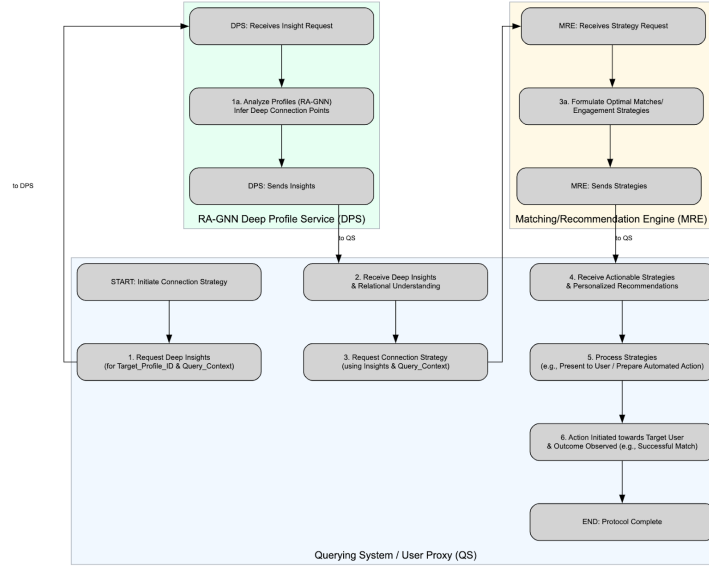 DPS: Receives Insight Request
1a. Analyze Profiles (RA-GNN)
Infer Deep Connection Points
DPS: Sends Insights
RA-GNN Deep Profile Service (DPS)
MRE: Receives Strategy Request
3a. Formulate Optimal Matches/
Engagement Strategies
MRE: Sends Strategies
Matching/Recommendation Engine (MRE)
to DPS
to QS
to QS
START: Initiate Connection Strategy
1. Request Deep Insights
(for Target_Profile_ID & Query_Context)
2. Receive Deep Insights
& Relational Understanding
3. Request Connection Strategy
(using Insights & Query_Context)
4. Receive Actionable Strategies
& Personalized Recommendations
5. Process Strategies
(e.g., Present to User / Prepare Automated Action)
6. Action Initiated towards Target User
& Outcome Observed (e.g., Successful Match)
END: Protocol Complete
Querying System / User Proxy (QS)